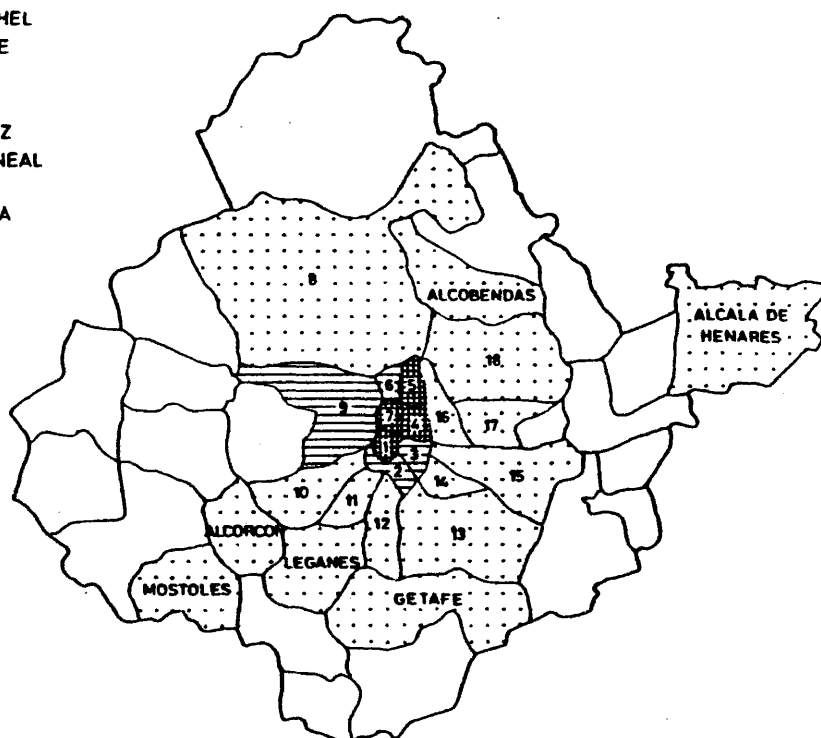 HEL
E
Z
NEAL
A
8
ALCOBENDAS
ALCALA DE
HENARES
18
6
5
9
7
4
16
17
1
3
2
14
15
10
11
12
13
ALCORCON
LEGANES
MOSTOLES
GETAFE